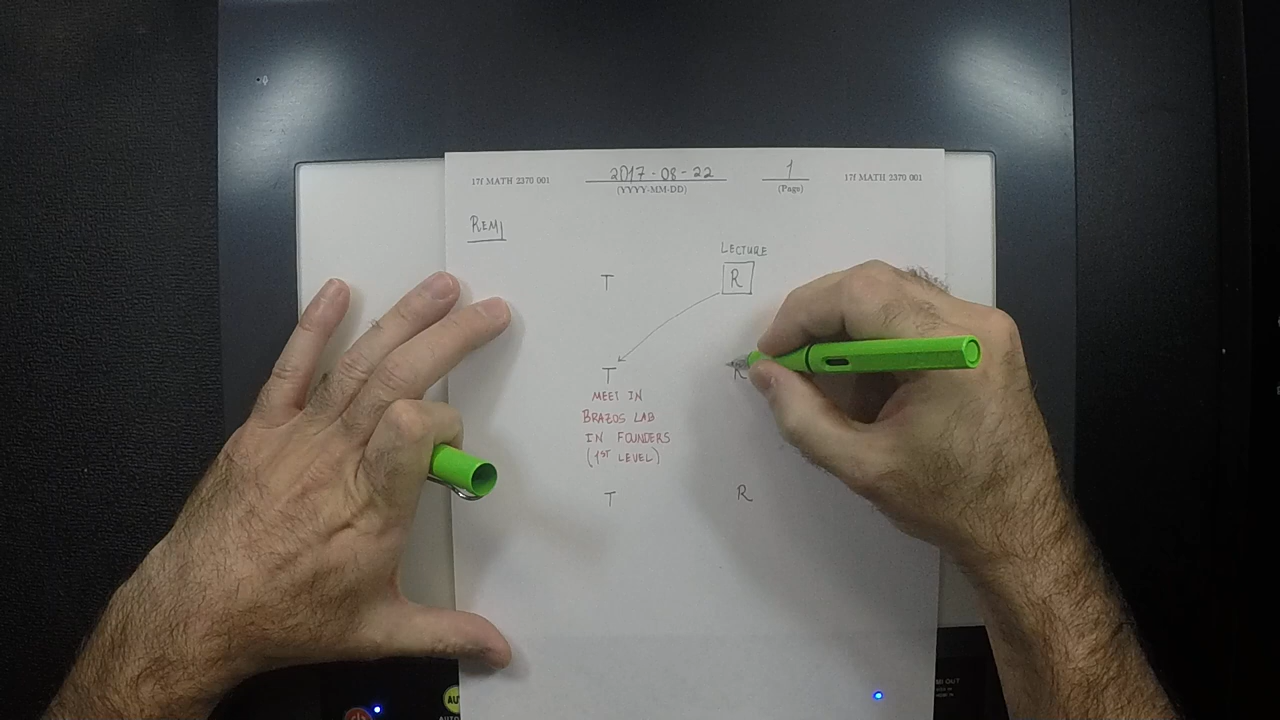 17f MATH 2370 001 2017-08-22 1 17f MATH 2370 001
(YYYY-MM-DD) (Page)
REM
LECTURE
T R
T R
MEET IN
BRAZOS LAB
IN FOUNDERS
(1ST LEVEL)
T R